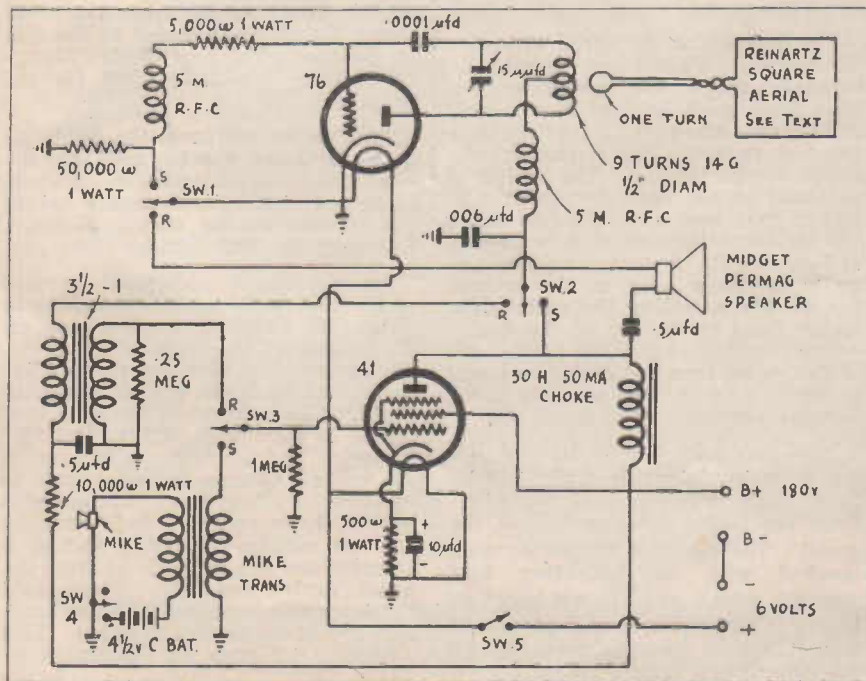 5,000 ω 1 WATT
.0001 µfd
5 M.
R.F.C
76
15 µµfd
REINARTZ
SQUARE
AERIAL
SEE TEXT
ONE TURN
50,000 ω
1 WATT
S
SW.1
R
9 TURNS 14 G
1/2" DIAM
5 M. R.F.C
.006 µfd
MIDGET
PERMAG
SPEAKER
3½-1
SW.2
R
S
.5 µfd
.25
MEG
41
30 H 50 MA
CHOKE
R
SW.3
S
.5 µfd
1 MEG
10,000 ω 1 WATT
B+ 180V
MIKE
500 ω
1 WATT
+
10 µfd
-
B-
-
MIKE
TRANS
SW
4
6 VOLTS
+
4½V C BAT.
SW.5